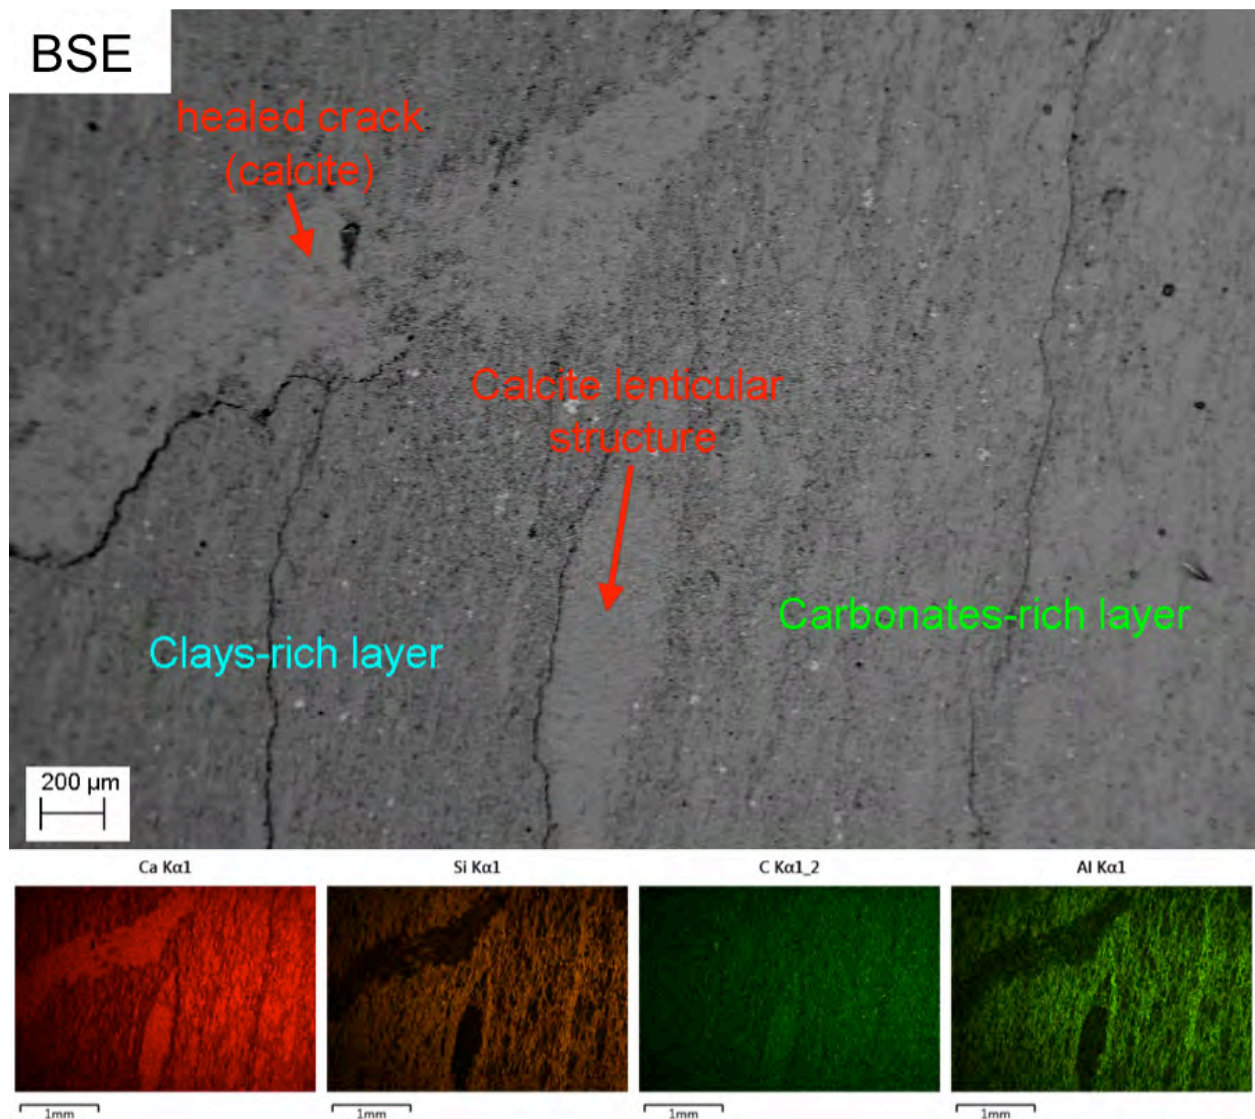 BSE
healed crack
(calcite)
Calcite lenticular
structure
Carbonates-rich layer
Clays-rich layer
200 µm
Ca Kα1
Si Kα1
C Kα1_2
Al Kα1
1mm
1mm
1mm
1mm